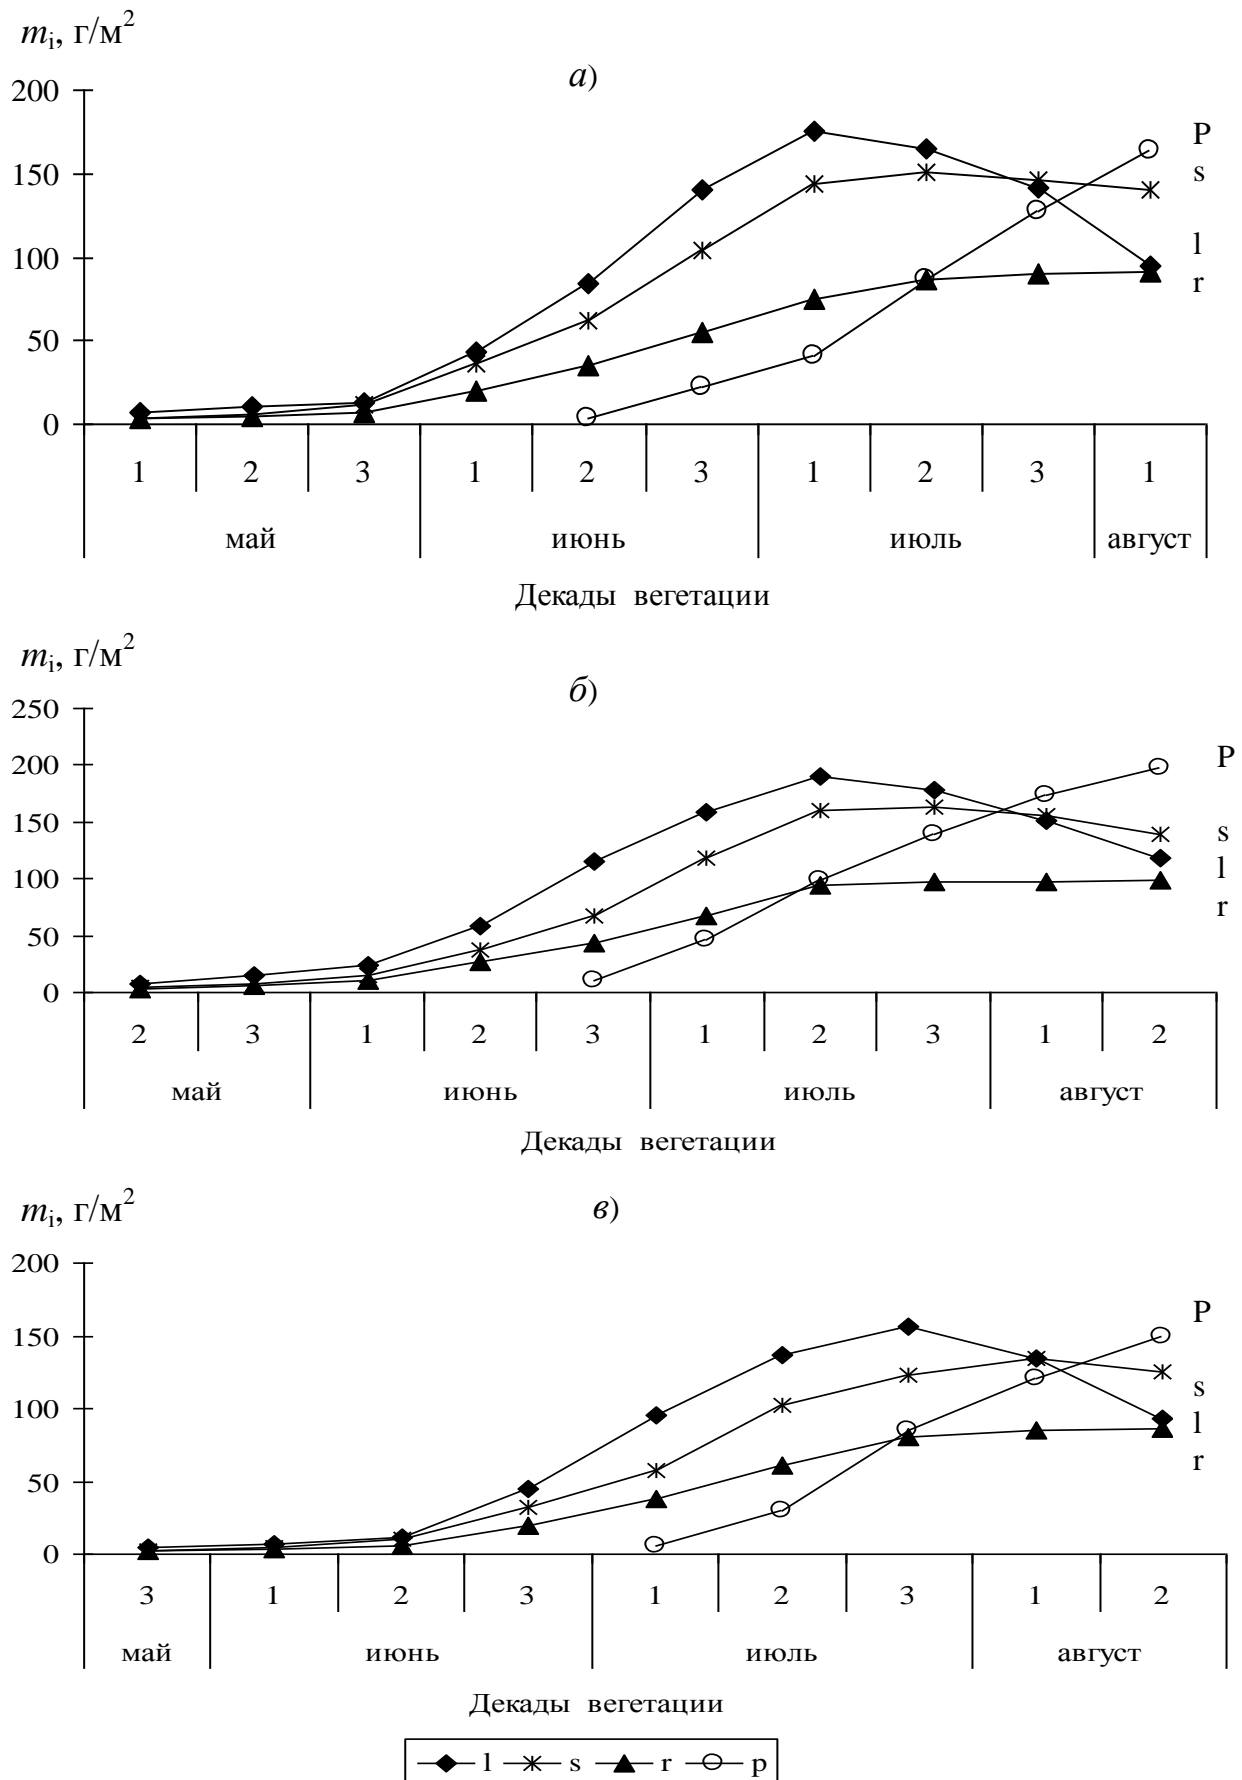 m_i, г/м²
а)
200
150
100
50
0
P
s
l
r
1 2 3 1 2 3 1 2 3 1
май июнь июль август
Декады вегетации
m_i, г/м²
б)
250
200
150
100
50
0
P
s
l
r
2 3 1 2 3 1 2 3 1 2
май июнь июль август
Декады вегетации
m_i, г/м²
в)
200
150
100
50
0
P
s
l
r
3 1 2 3 1 2 3 1 2
май июнь июль август
Декады вегетации
l s r p